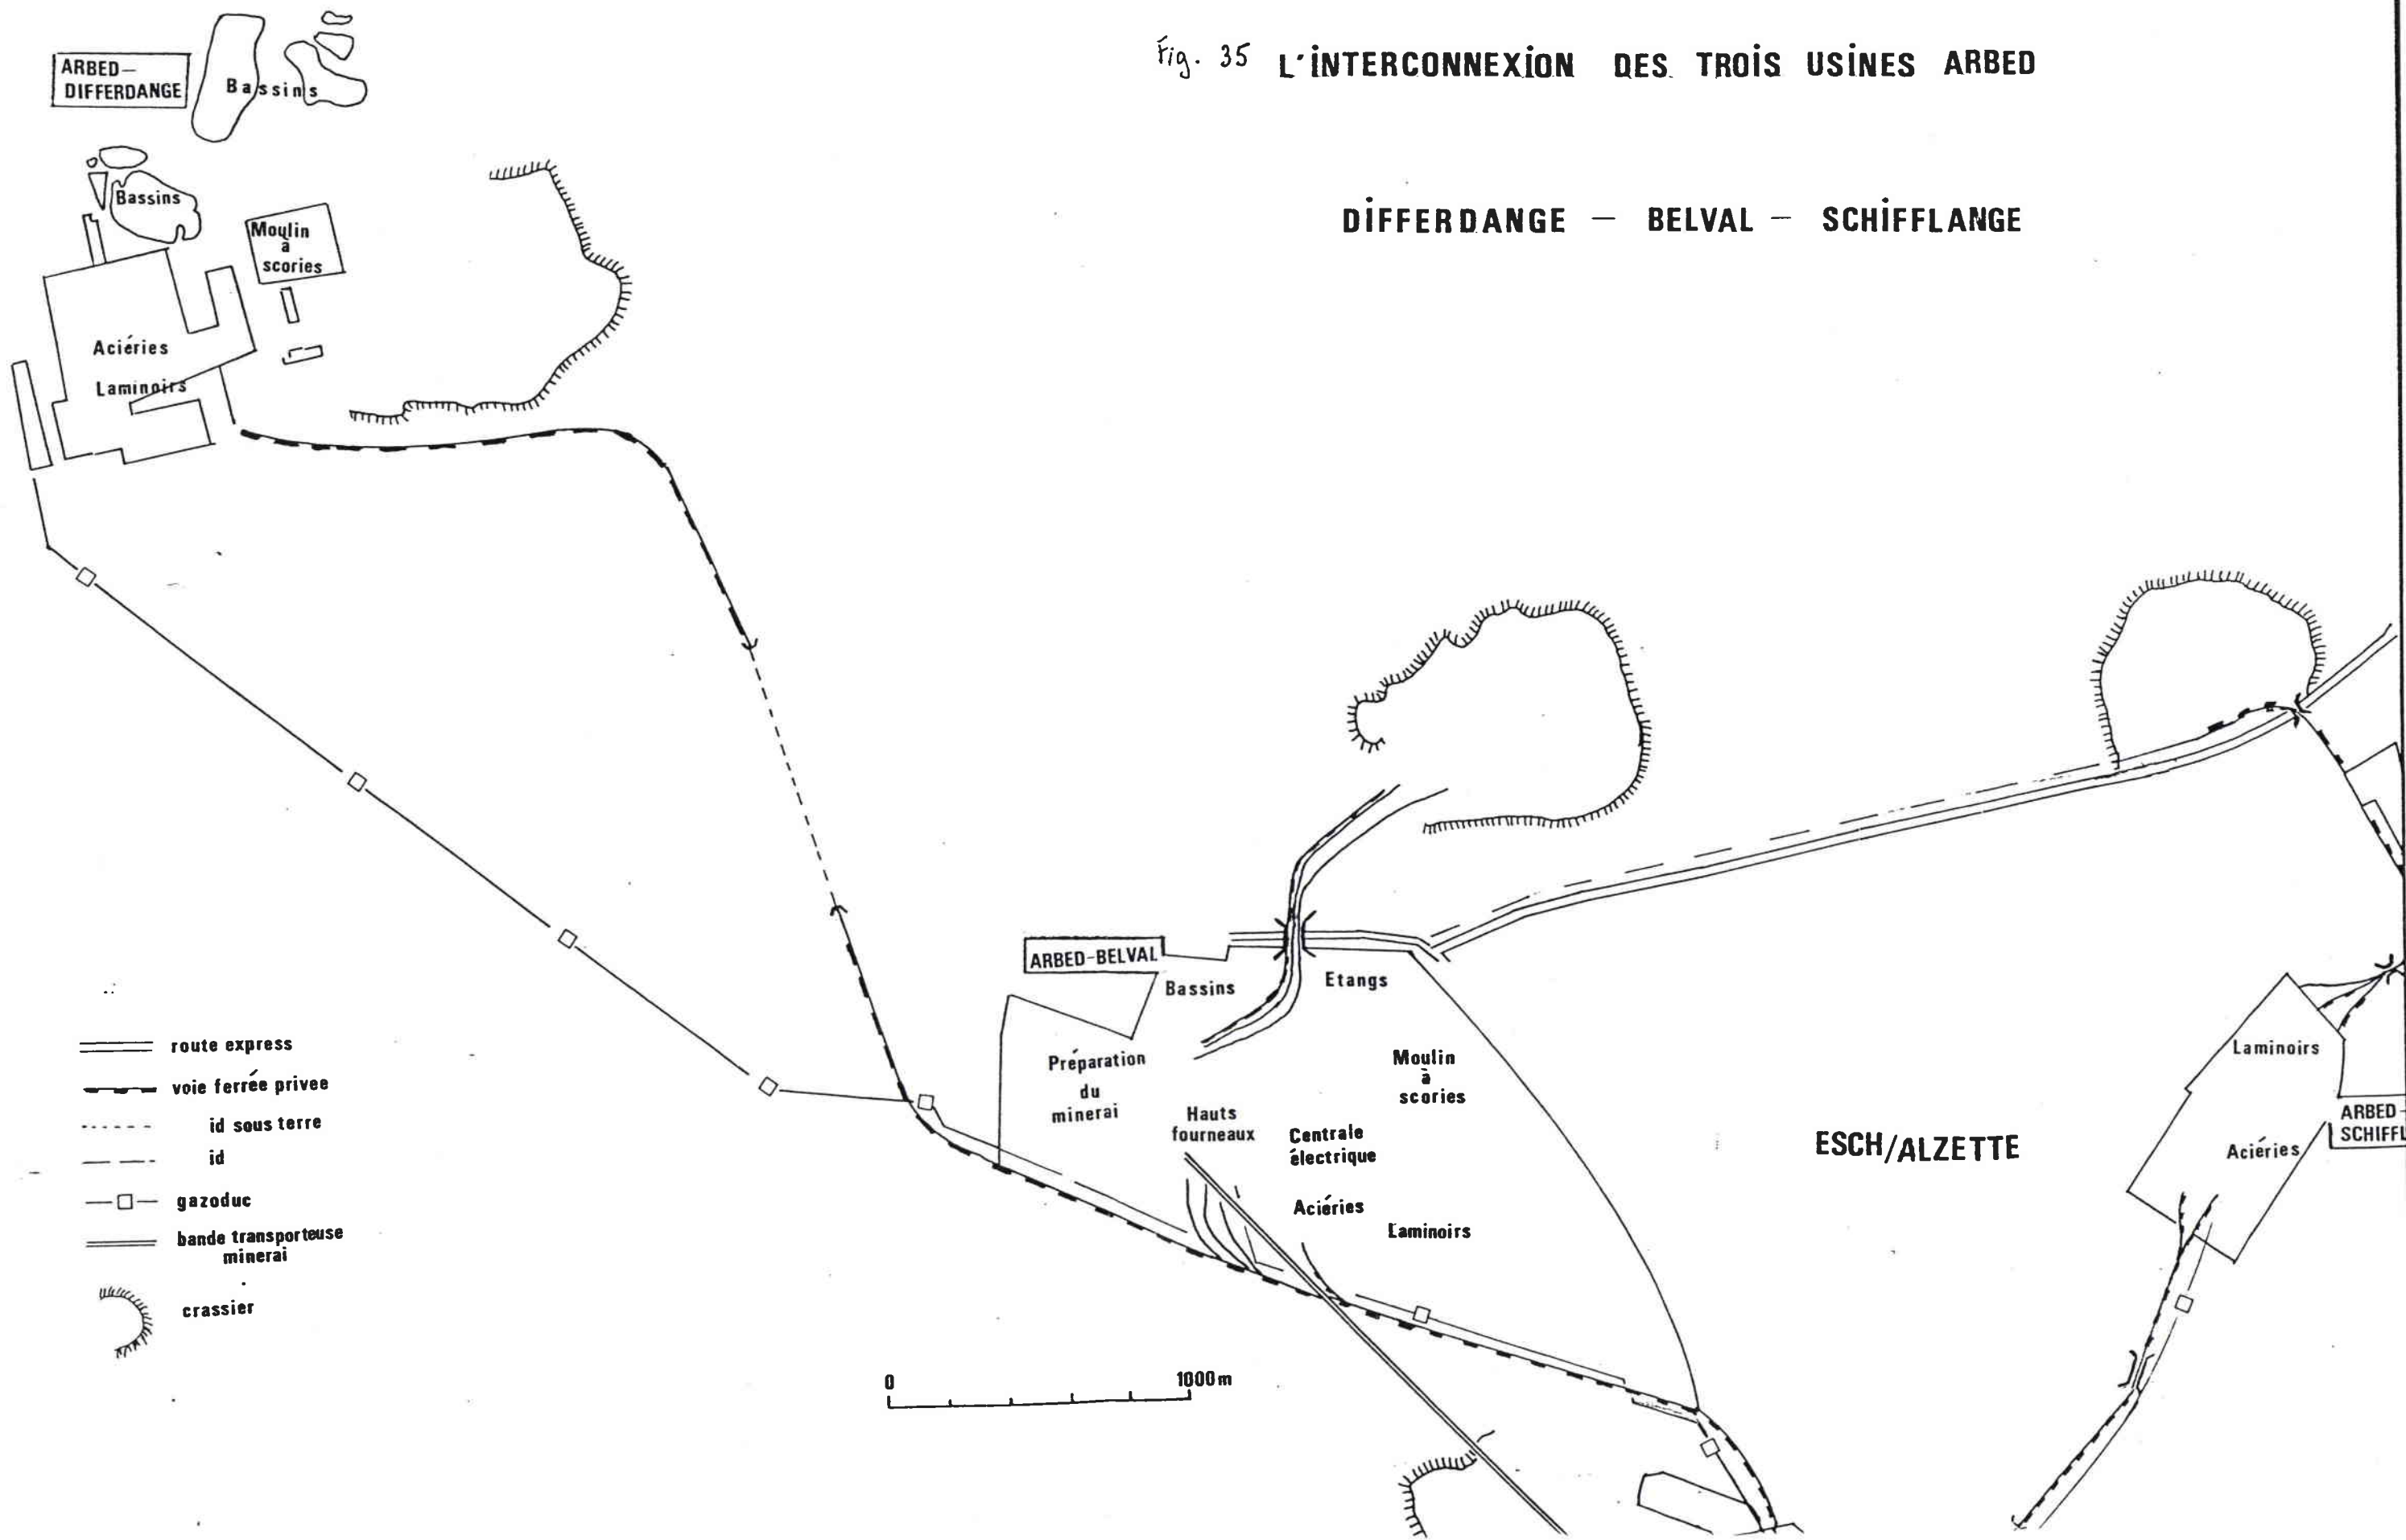 Fig. 35 L'INTERCONNEXION DES TROIS USINES ARBED
DIFFERDANGE — BELVAL — SCHIFFLANGE
ARBED—
DIFFERDANGE
Bassins
Bassins
Moulin
à
scories
Aciéries
Laminoirs
ARBED-BELVAL
Bassins
Etangs
Préparation
du
minerai
Hauts
fourneaux
Moulin
à
scories
Centrale
électrique
Aciéries
Laminoirs
ESCH/ALZETTE
Laminoirs
Aciéries
ARBED-
SCHIFFL
route express
voie ferrée privee
id sous terre
id
gazoduc
bande transporteuse
minerai
crassier
0 1000m